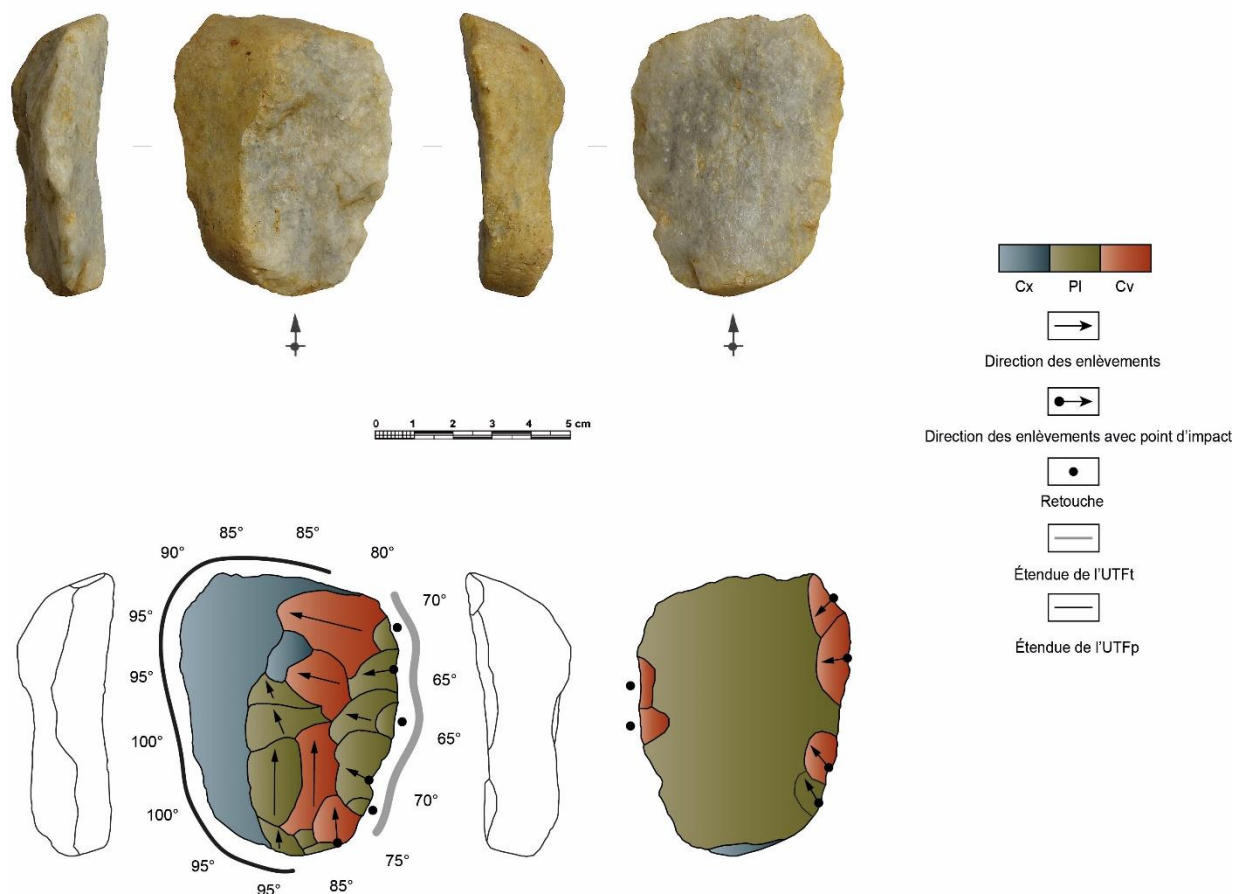 Cx Pl Cv
Direction des enlèvements
0 1 2 3 4 5 cm
Direction des enlèvements avec point d'impact
Retouche
Étendue de l'UTFt
Étendue de l'UTFp
85° 85°
90° 80°
95° 70°
95° 65°
100° 65°
100° 70°
95° 75°
95° 85°